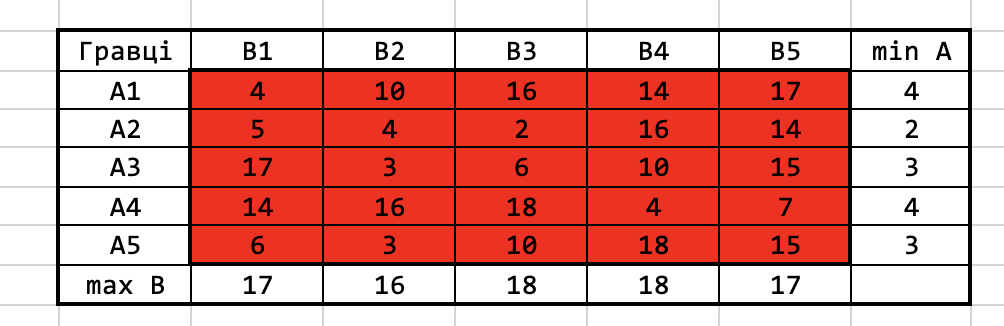 Гравці B1 B2 B3 B4 B5 min A
A1 4 10 16 14 17 4
A2 5 4 2 16 14 2
A3 17 3 6 10 15 3
A4 14 16 18 4 7 4
A5 6 3 10 18 15 3
max B 17 16 18 18 17